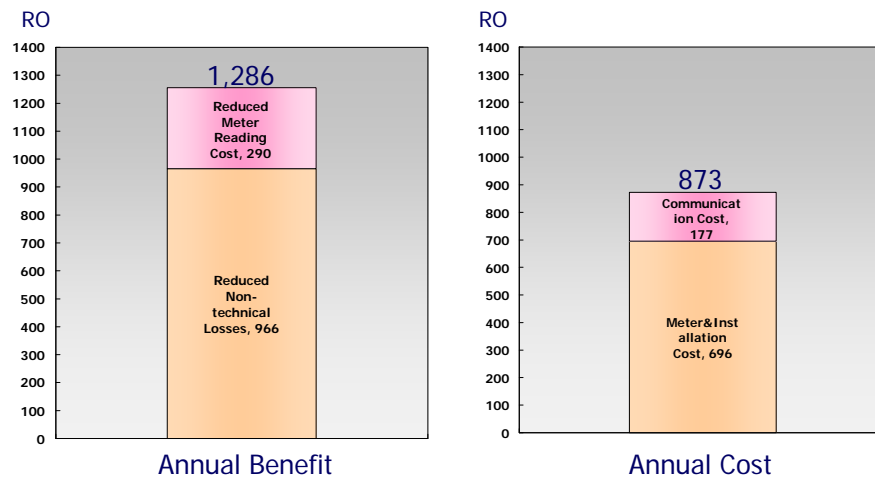 RO
1400
1300
1200
1100
1000
900
800
700
600
500
400
300
200
100
0
1,286
Reduced
Meter
Reading
Cost, 290
Reduced
Non-
technical
Losses, 966
Annual Benefit
RO
1400
1300
1200
1100
1000
900
800
700
600
500
400
300
200
100
0
873
Communicat
ion Cost,
177
Meter&Inst
allation
Cost, 696
Annual Cost